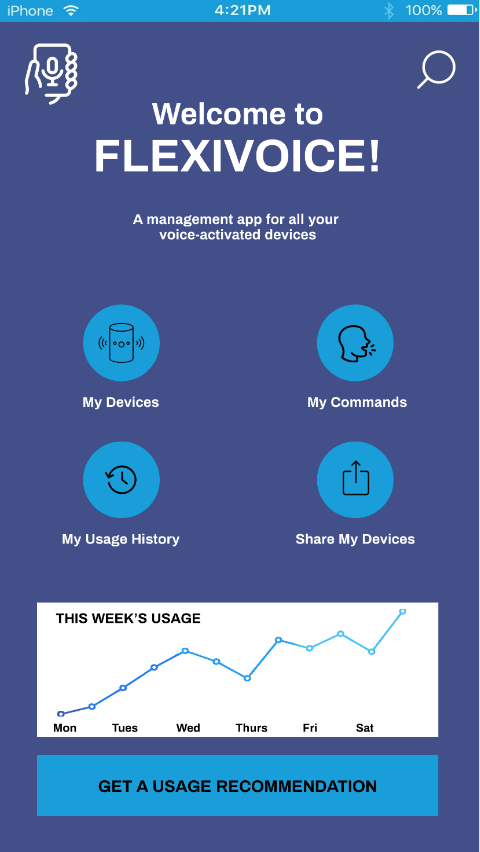 iPhone 4:21PM 100%
Welcome to
FLEXIVOICE!
A management app for all your
voice-activated devices
My Devices My Commands
My Usage History Share My Devices
THIS WEEK'S USAGE
Mon Tues Wed Thurs Fri Sat
GET A USAGE RECOMMENDATION